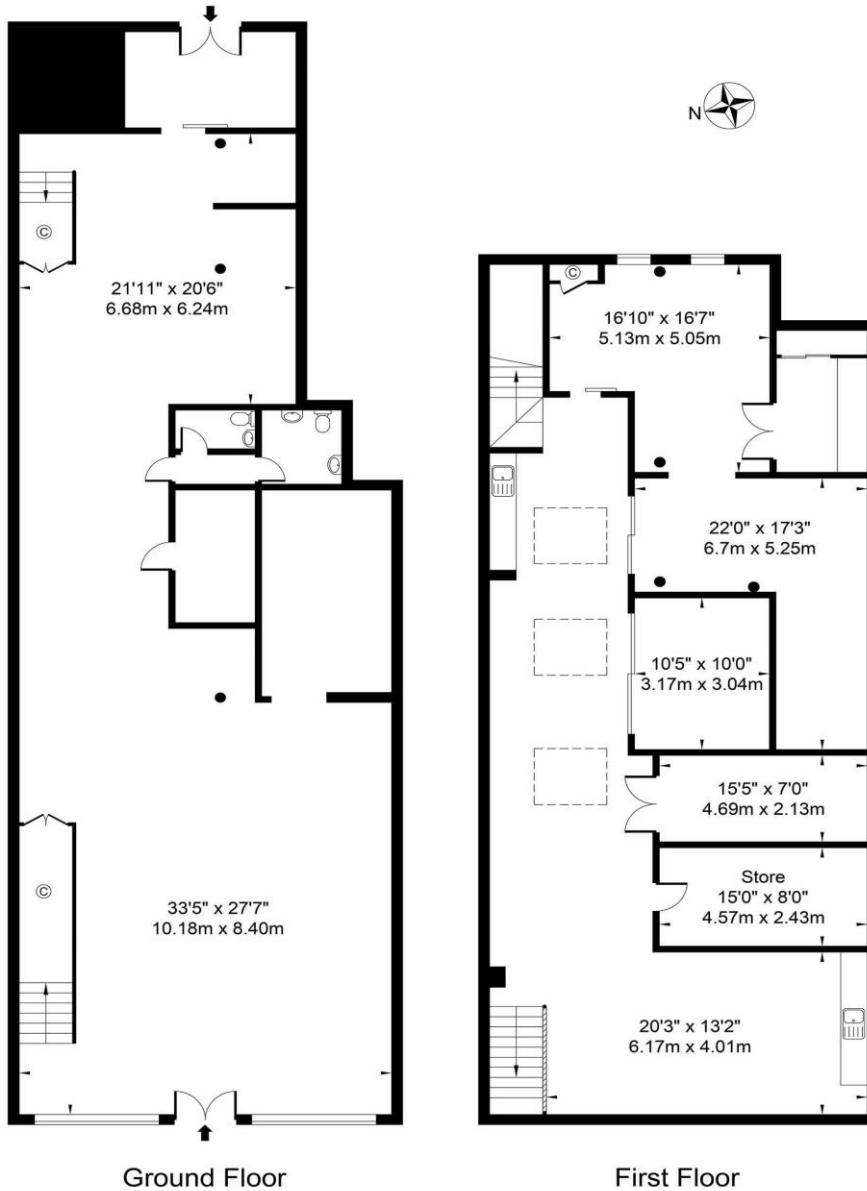 N
©
21'11" x 20'6"
6.68m x 6.24m
©
33'5" x 27'7"
10.18m x 8.40m
Ground Floor
©
16'10" x 16'7"
5.13m x 5.05m
22'0" x 17'3"
6.7m x 5.25m
10'5" x 10'0"
3.17m x 3.04m
15'5" x 7'0"
4.69m x 2.13m
Store
15'0" x 8'0"
4.57m x 2.43m
20'3" x 13'2"
6.17m x 4.01m
First Floor